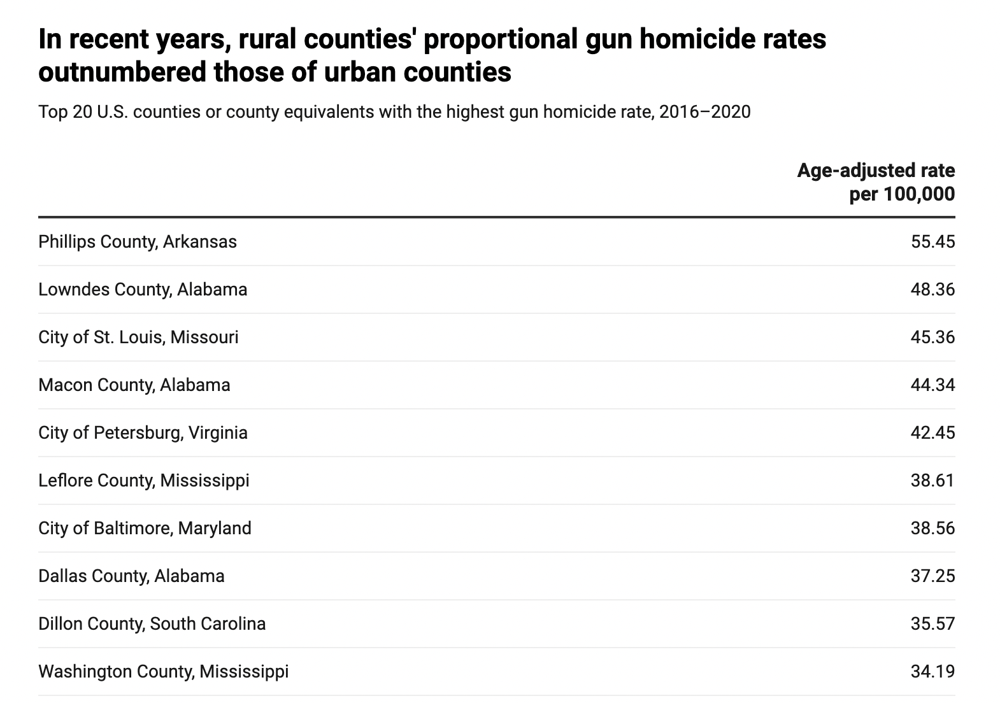 In recent years, rural counties' proportional gun homicide rates
outnumbered those of urban counties
Top 20 U.S. counties or county equivalents with the highest gun homicide rate, 2016–2020
Age-adjusted rate
per 100,000
Phillips County, Arkansas 55.45
Lowndes County, Alabama 48.36
City of St. Louis, Missouri 45.36
Macon County, Alabama 44.34
City of Petersburg, Virginia 42.45
Leflore County, Mississippi 38.61
City of Baltimore, Maryland 38.56
Dallas County, Alabama 37.25
Dillon County, South Carolina 35.57
Washington County, Mississippi 34.19